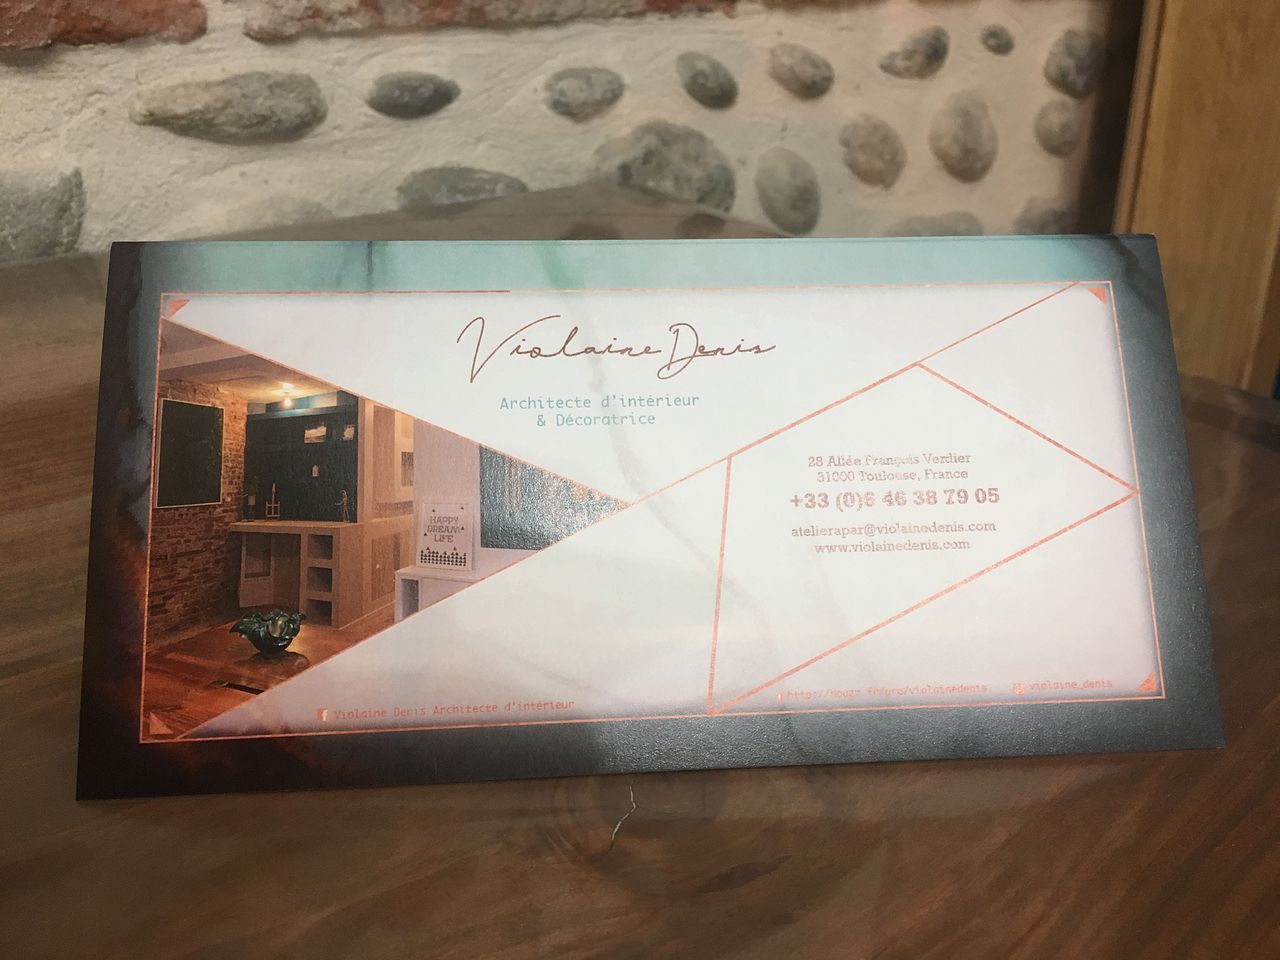 Violaine Denis
Architecte d'intérieur
& Décoratrice
HAPPY
DREAM
LIFE
28 Allée François Verdier
31000 Toulouse, France
+33 (0)6 46 38 79 05
atelierapar@violainedenis.com
www.violainedenis.com
Violaine Denis Architecte d'intérieur
http://houzz.fr/pro/violainedenis
violaine_denis